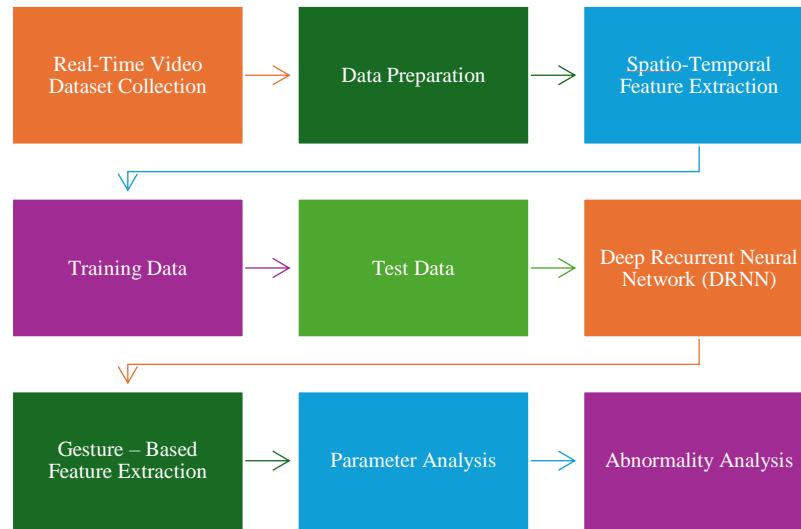 Real-Time Video
Dataset Collection
Data Preparation
Spatio-Temporal
Feature Extraction
Training Data
Test Data
Deep Recurrent Neural
Network (DRNN)
Gesture – Based
Feature Extraction
Parameter Analysis
Abnormality Analysis